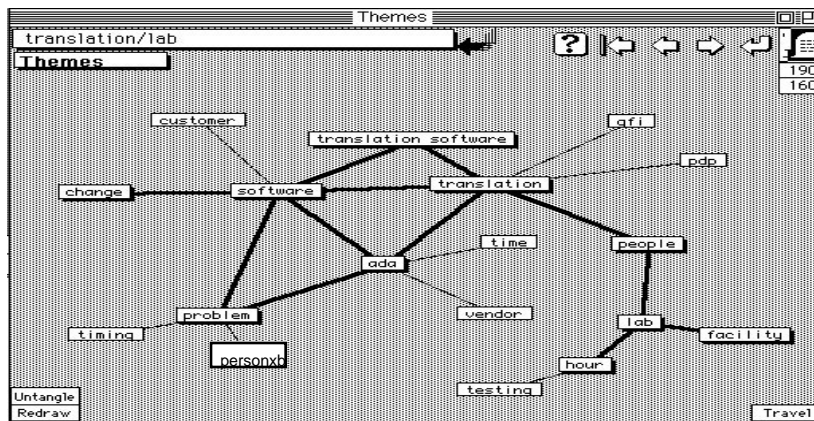 Themes
translation/lab
?
Themes
190
160
customer
gfi
translation software
pdp
change
software
translation
time
people
ada
problem
vendor
lab
timing
facility
personxb
hour
testing
Untangle
Redraw
Travel